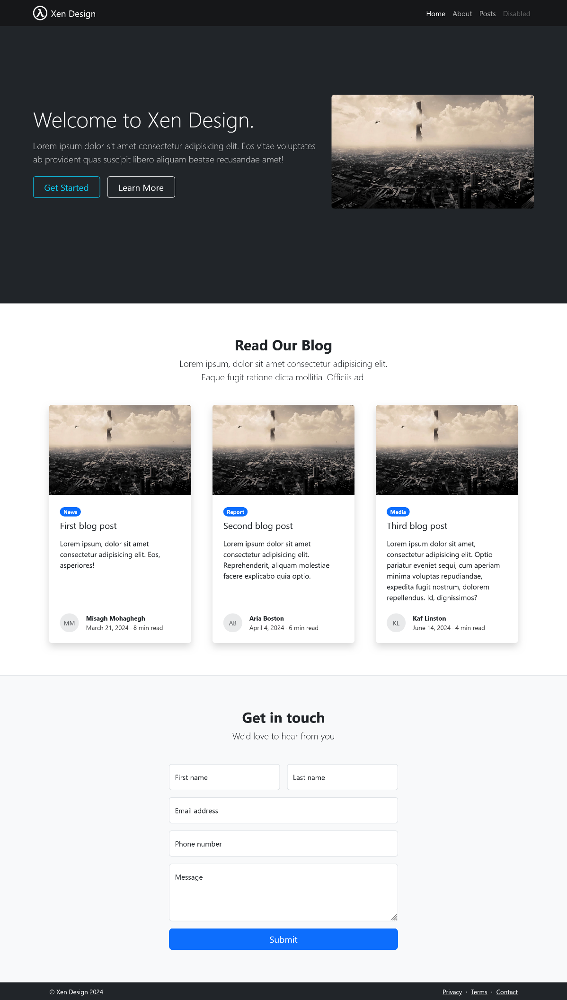 Xen Design
Home About Posts Disabled
Welcome to Xen Design.
Lorem ipsum dolor sit amet consectetur adipisicing elit. Eos vitae voluptates
ab provident quas suscipit libero aliquam beatae recusandae amet!
Get Started
Learn More
Read Our Blog
Lorem ipsum, dolor sit amet consectetur adipisicing elit.
Eaque fugit ratione dicta mollitia. Officiis ad.
News
First blog post
Lorem ipsum, dolor sit amet
consectetur adipisicing elit. Eos,
asperiores!
MM
Misagh Mohaghegh
March 21, 2024 · 8 min read
Report
Second blog post
Lorem ipsum dolor sit amet
consectetur adipisicing elit.
Reprehenderit, aliquam molestiae
facere explicabo quia optio.
AB
Aria Boston
April 4, 2024 · 6 min read
Media
Third blog post
Lorem ipsum dolor sit amet,
consectetur adipisicing elit. Optio
pariatur eveniet sequi, cum aperiam
minima voluptas repudiandae,
expedita fugit nostrum, dolorem
repellendus. Id, dignissimos?
KL
Kaf Linston
June 14, 2024 · 4 min read
Get in touch
We'd love to hear from you
First name
Last name
Email address
Phone number
Message
Submit
© Xen Design 2024
Privacy · Terms · Contact